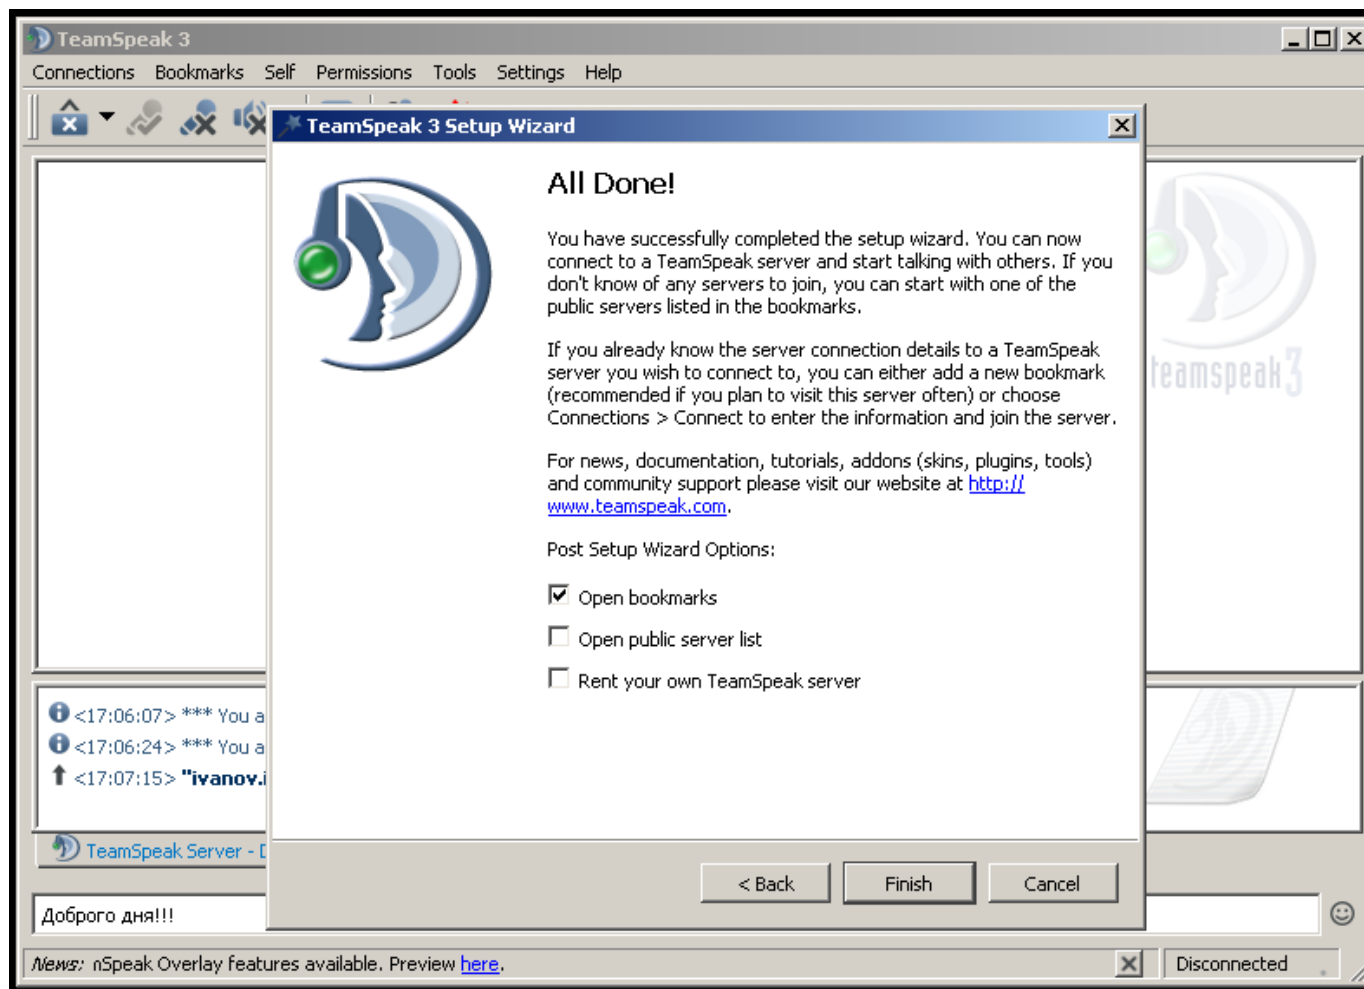 TeamSpeak 3
Connections Bookmarks Self Permissions Tools Settings Help
TeamSpeak 3 Setup Wizard
All Done!
You have successfully completed the setup wizard. You can now
connect to a TeamSpeak server and start talking with others. If you
don't know of any servers to join, you can start with one of the
public servers listed in the bookmarks.
If you already know the server connection details to a TeamSpeak
server you wish to connect to, you can either add a new bookmark
(recommended if you plan to visit this server often) or choose
Connections > Connect to enter the information and join the server.
For news, documentation, tutorials, addons (skins, plugins, tools)
and community support please visit our website at http://
www.teamspeak.com.
Post Setup Wizard Options:
Open bookmarks
Open public server list
Rent your own TeamSpeak server
< Back Finish Cancel
teamspeak 3
<17:06:07> *** You a
<17:06:24> *** You a
<17:07:15> "ivanov.i
TeamSpeak Server - D
Доброго дня!!!
News: nSpeak Overlay features available. Preview here.
Disconnected